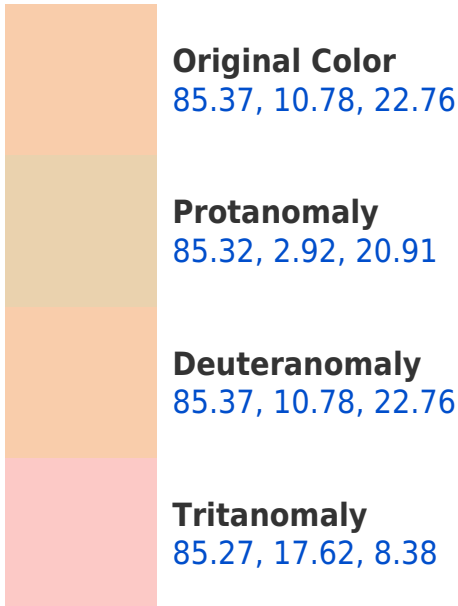 Original Color
85.37, 10.78, 22.76
Protanomaly
85.32, 2.92, 20.91
Deuteranomaly
85.37, 10.78, 22.76
Tritanomaly
85.27, 17.62, 8.38